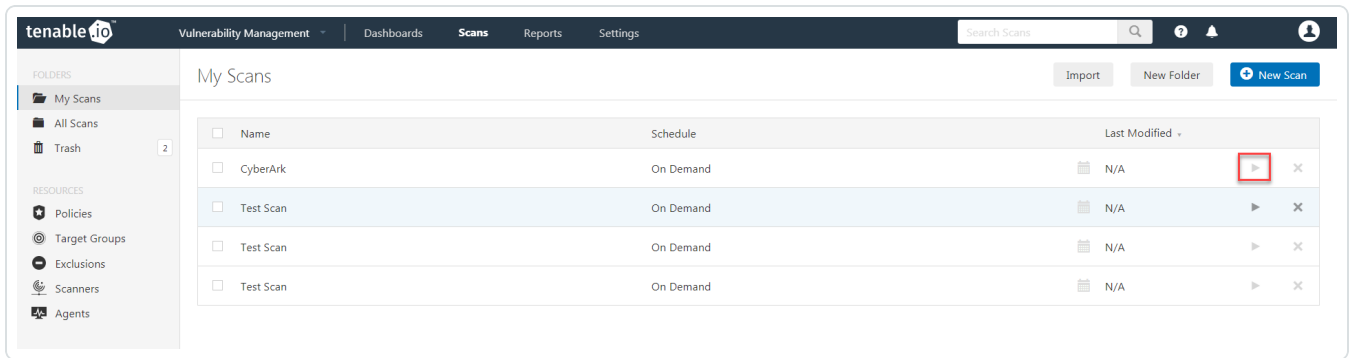 tenable.io™
Vulnerability Management Dashboards Scans Reports Settings Search Scans
FOLDERS
My Scans
All Scans
Trash 2
RESOURCES
Policies
Target Groups
Exclusions
Scanners
Agents
My Scans Import New Folder New Scan
Name Schedule Last Modified
CyberArk On Demand N/A
Test Scan On Demand N/A
Test Scan On Demand N/A
Test Scan On Demand N/A